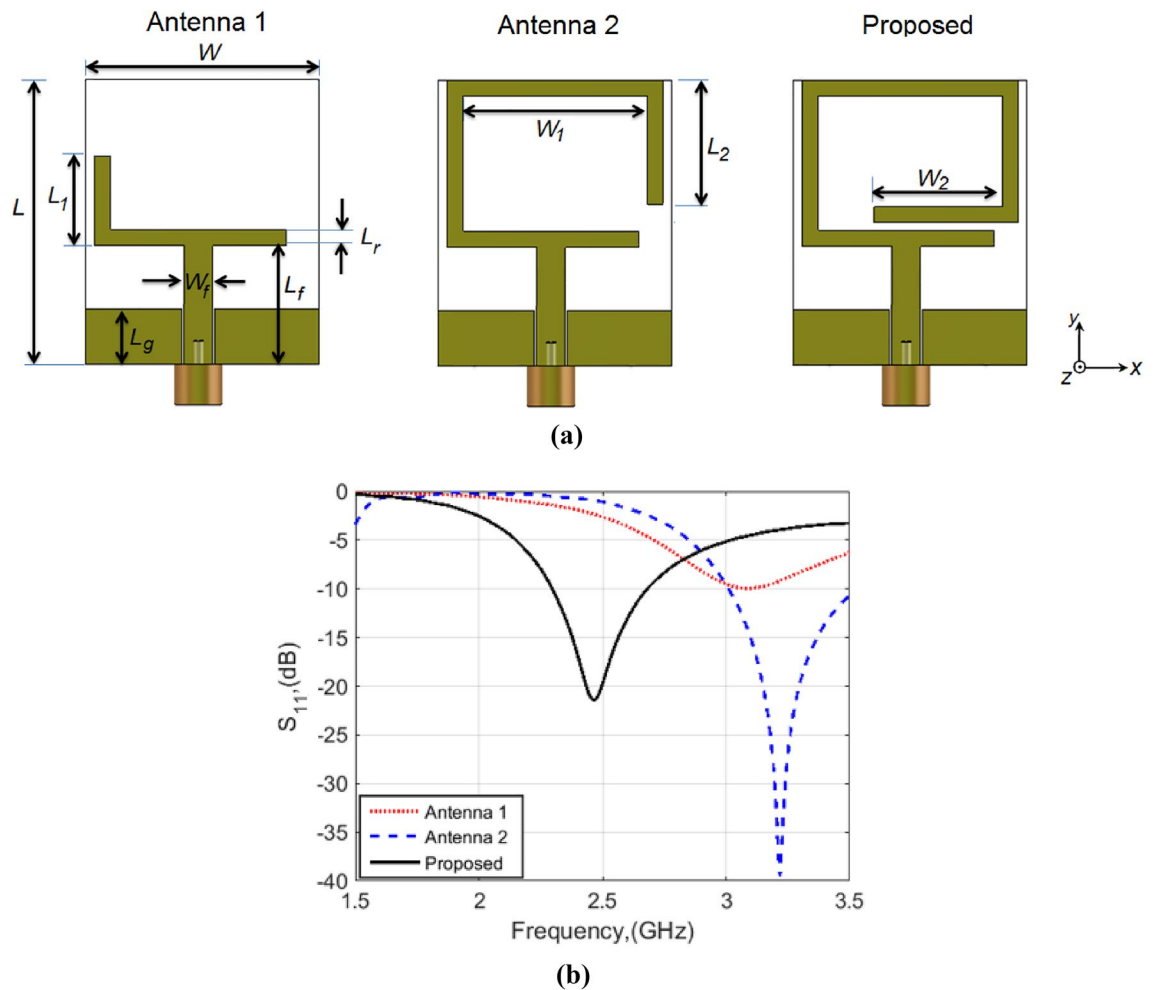 Antenna 1
Antenna 2
Proposed
W
L
L1
Lr
Wf
Lf
Lg
W1
L2
W2
y
x
z
(a)
0
-5
-10
-15
-20
-25
-30
-35
-40
S11,(dB)
Antenna 1
Antenna 2
Proposed
1.5
2
2.5
3
3.5
Frequency,(GHz)
(b)